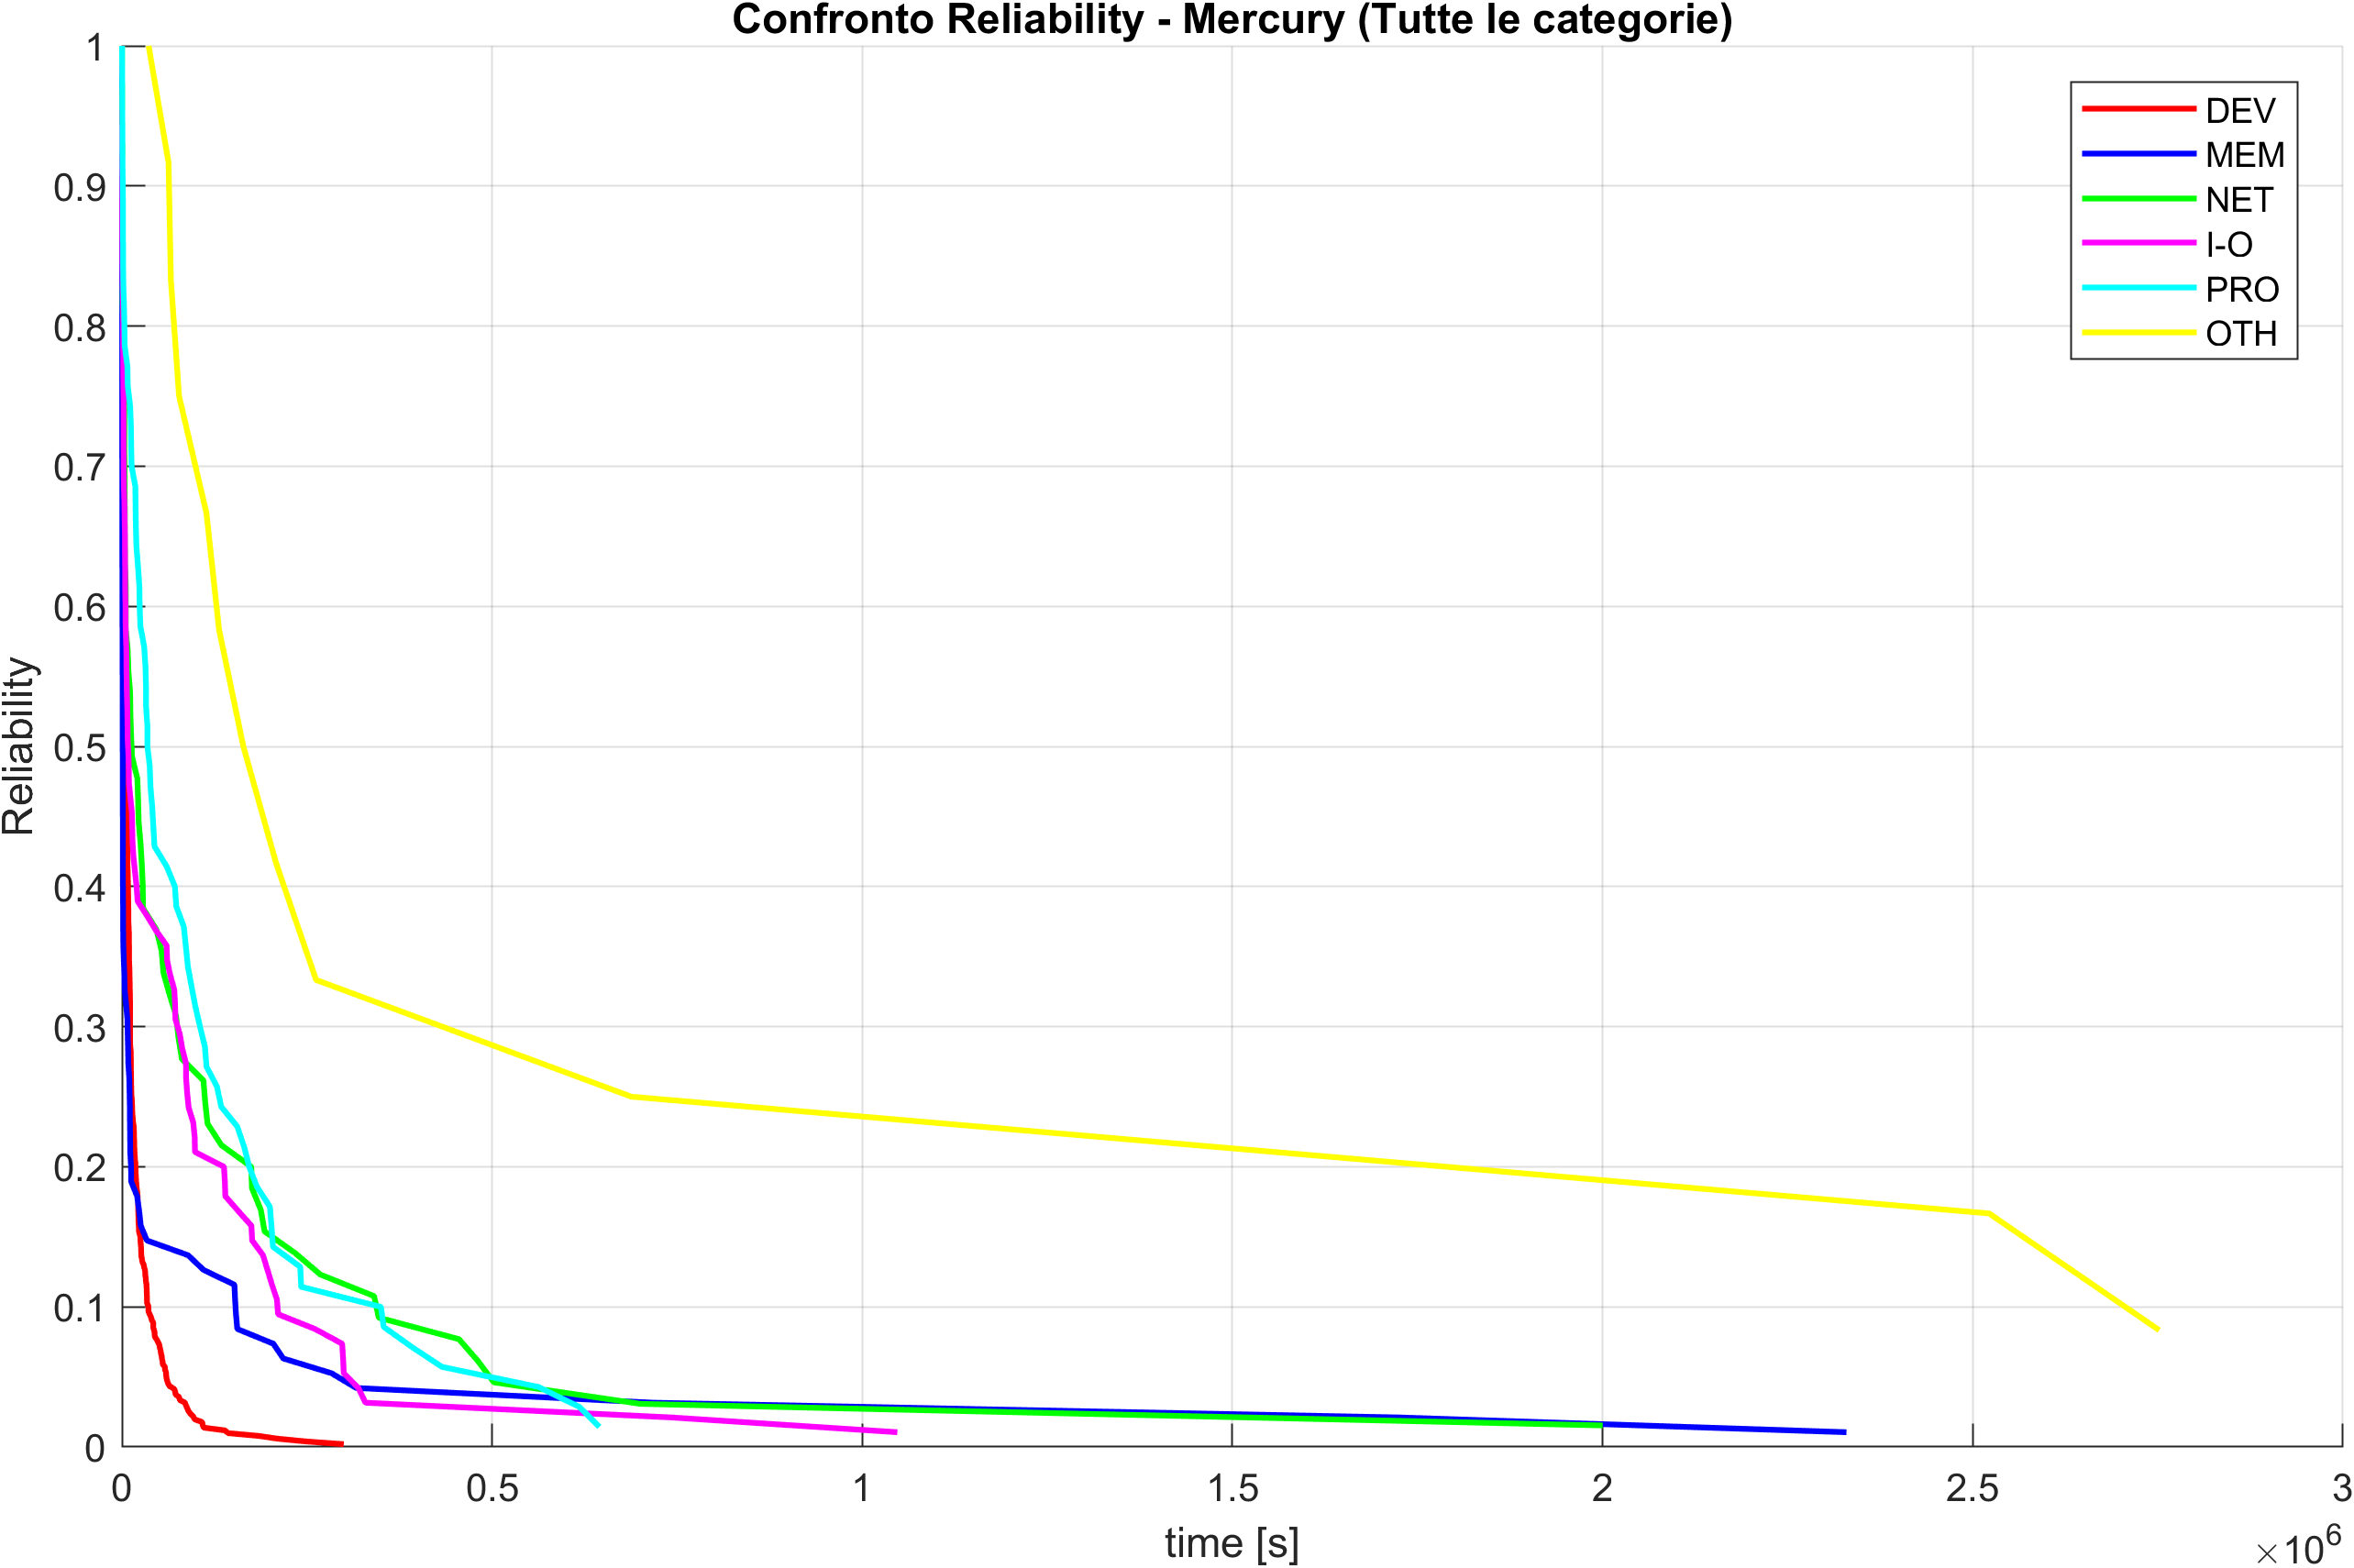 Confronto Reliability - Mercury (Tutte le categorie)
1
0.9
0.8
0.7
0.6
0.5
0.4
0.3
0.2
0.1
0
Reliability
DEV
MEM
NET
I-O
PRO
OTH
0 0.5 1 1.5 2 2.5 3
time [s]
×10⁶